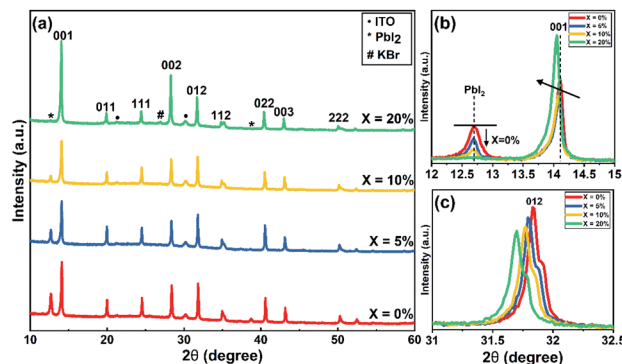 (a)
• ITO
* PbI₂
# KBr
001
002
012
011
111
112
022
003
222
*
•
#
•
*
X = 20%
X = 10%
X = 5%
X = 0%
Intensity (a.u.)
10 20 30 40 50 60
2θ (degree)
(b)
001
X = 0%
X = 5%
X = 10%
X = 20%
PbI₂
X=0%
Intensity (a.u.)
12 12.5 13 13.5 14 14.5 15
(c)
012
X = 0%
X = 5%
X = 10%
X = 20%
Intensity (a.u.)
31 31.5 32 32.5
2θ (degree)